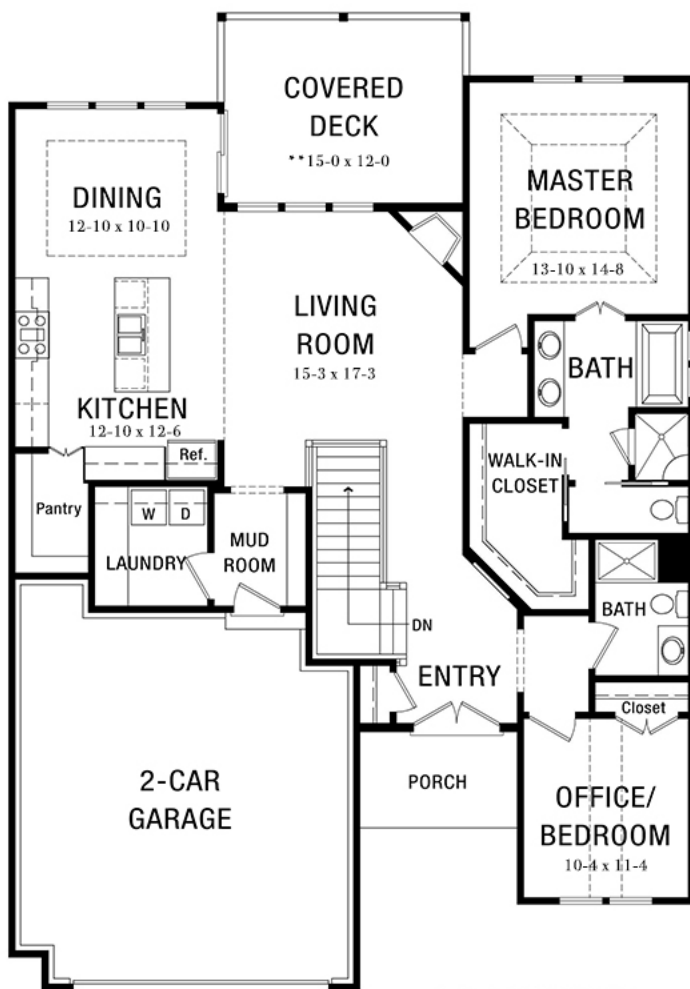 COVERED
DECK
**15-0 x 12-0
DINING
12-10 x 10-10
MASTER
BEDROOM
13-10 x 14-8
LIVING
ROOM
15-3 x 17-3
BATH
KITCHEN
12-10 x 12-6
Ref.
WALK-IN
CLOSET
Pantry
W
D
LAUNDRY
MUD
ROOM
BATH
DN
ENTRY
Closet
2-CAR
GARAGE
PORCH
OFFICE/
BEDROOM
10-4 x 11-4